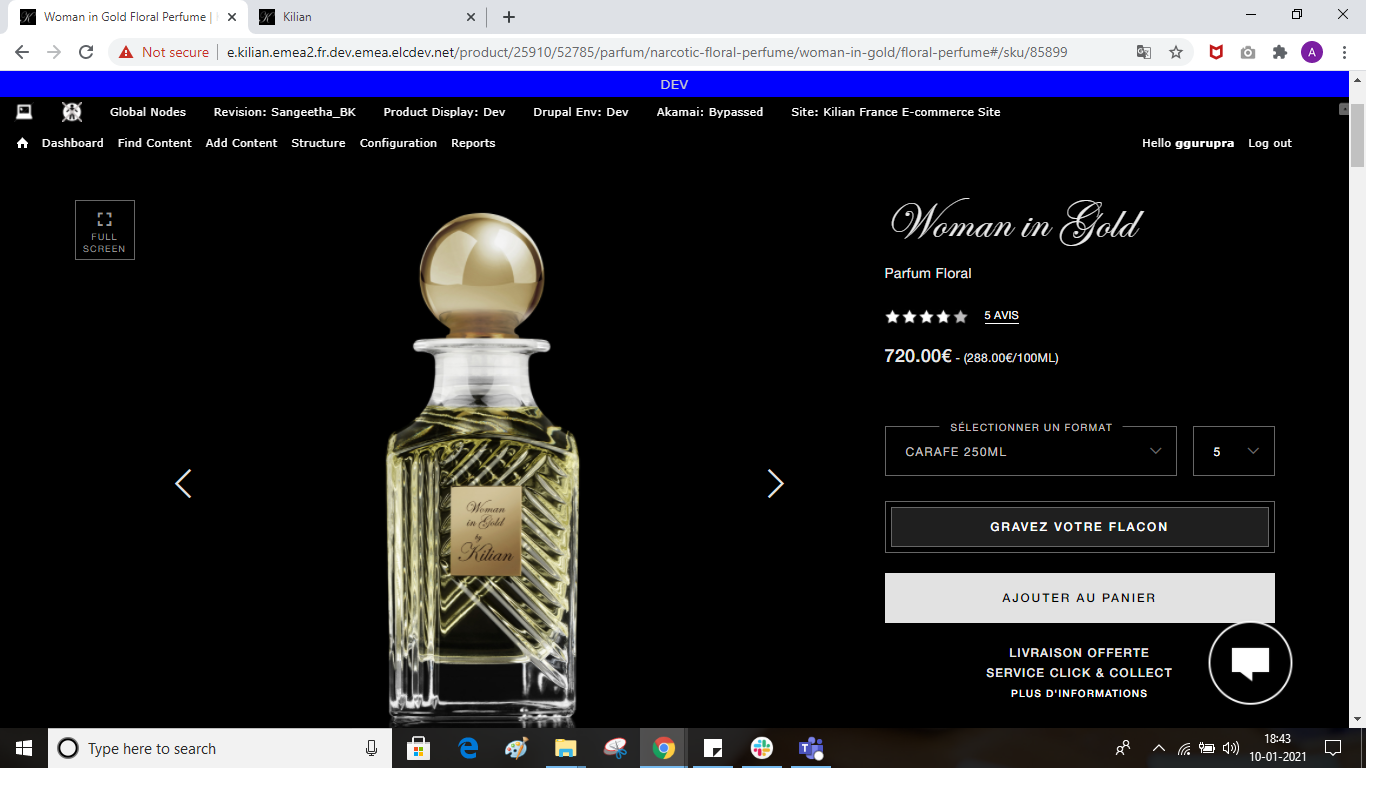 Woman in Gold Floral Perfume |
Kilian
Not secure
e.kilian.emea2.fr.dev.emea.elcdev.net/product/25910/52785/parfum/narcotic-floral-perfume/woman-in-gold/floral-perfume#/sku/85899
A
DEV
Global Nodes Revision: Sangeetha_BK Product Display: Dev Drupal Env: Dev Akamai: Bypassed Site: Kilian France E-commerce Site
Dashboard Find Content Add Content Structure Configuration Reports Hello ggurupra Log out
FULL
SCREEN
Woman
in Gold
by
Kilian
Woman in Gold
Parfum Floral
5 AVIS
720.00€ - (288.00€/100ML)
SÉLECTIONNER UN FORMAT
CARAFE 250ML 5
GRAVEZ VOTRE FLACON
AJOUTER AU PANIER
LIVRAISON OFFERTE
SERVICE CLICK & COLLECT
PLUS D'INFORMATIONS
Type here to search
18:43
10-01-2021